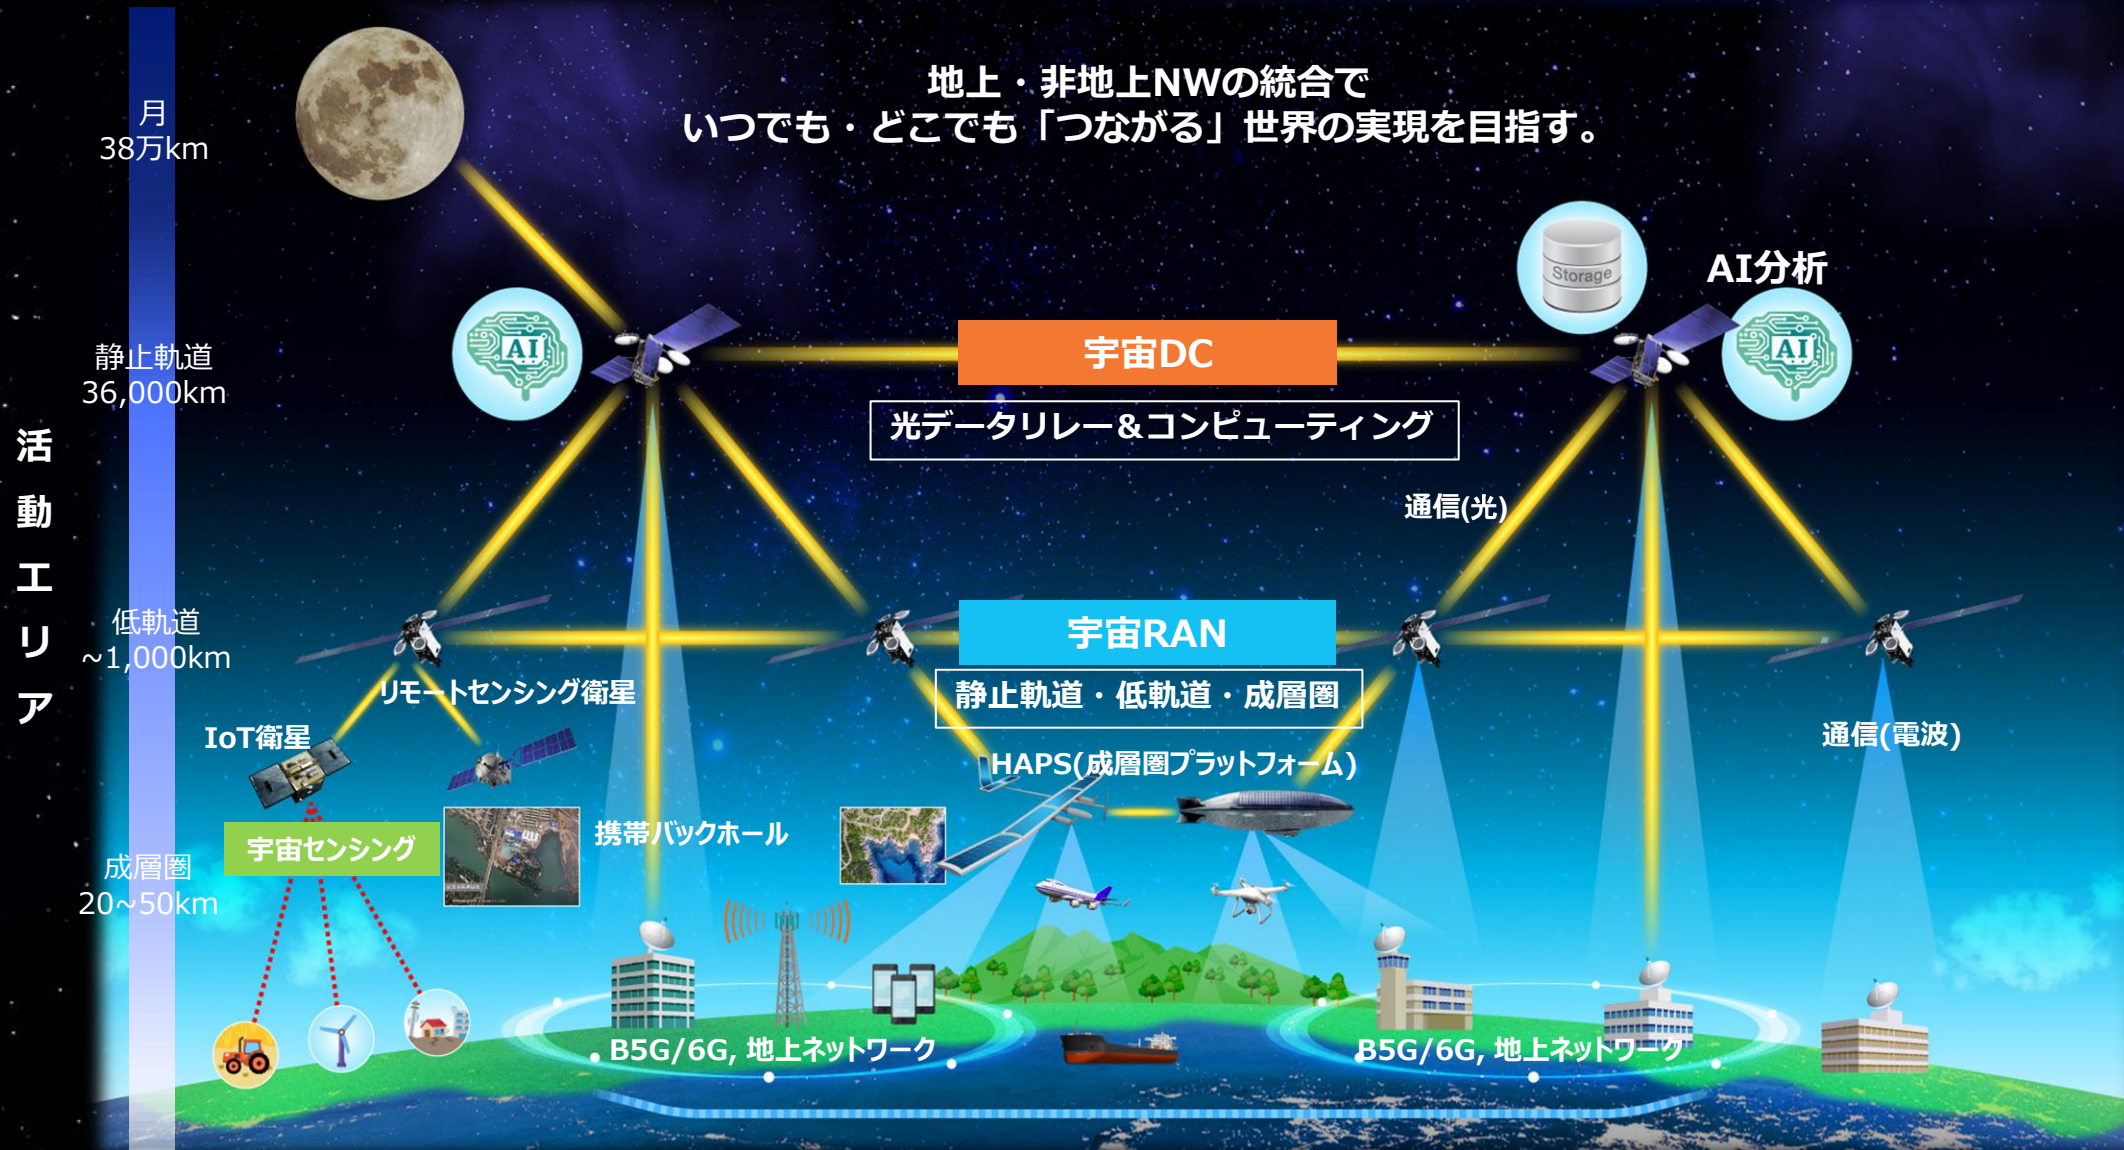 地上・非地上NWの統合で
いつでも・どこでも「つながる」世界の実現を目指す。
活動エリア
月
38万km
静止軌道
36,000km
低軌道
~1,000km
成層圏
20~50km
AI
Storage
AI分析
AI
宇宙DC
光データリレー＆コンピューティング
通信(光)
宇宙RAN
静止軌道・低軌道・成層圏
リモートセンシング衛星
IoT衛星
通信(電波)
HAPS(成層圏プラットフォーム)
宇宙センシング
携帯バックホール
B5G/6G, 地上ネットワーク
B5G/6G, 地上ネットワーク